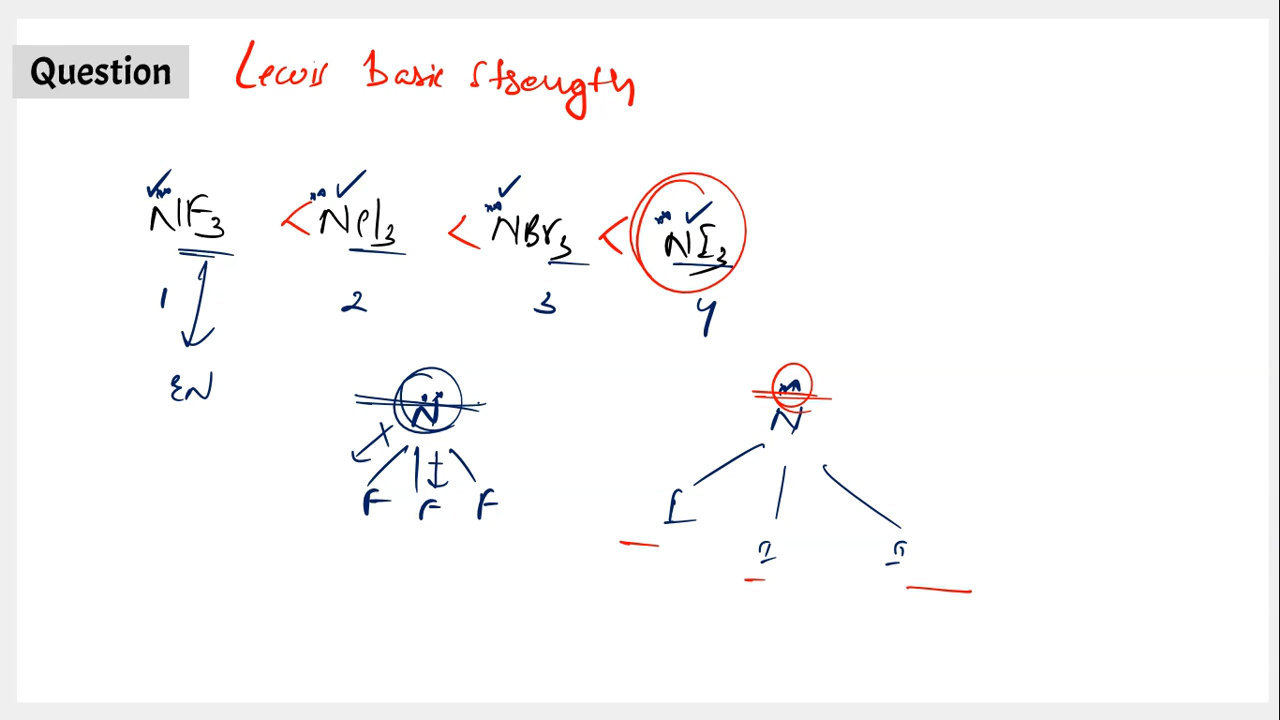 Question Lewis Basic Strength
NF3 < NCl3 < NBr3 < NI3
1 2 3 4
EN
N N
F F F I I I